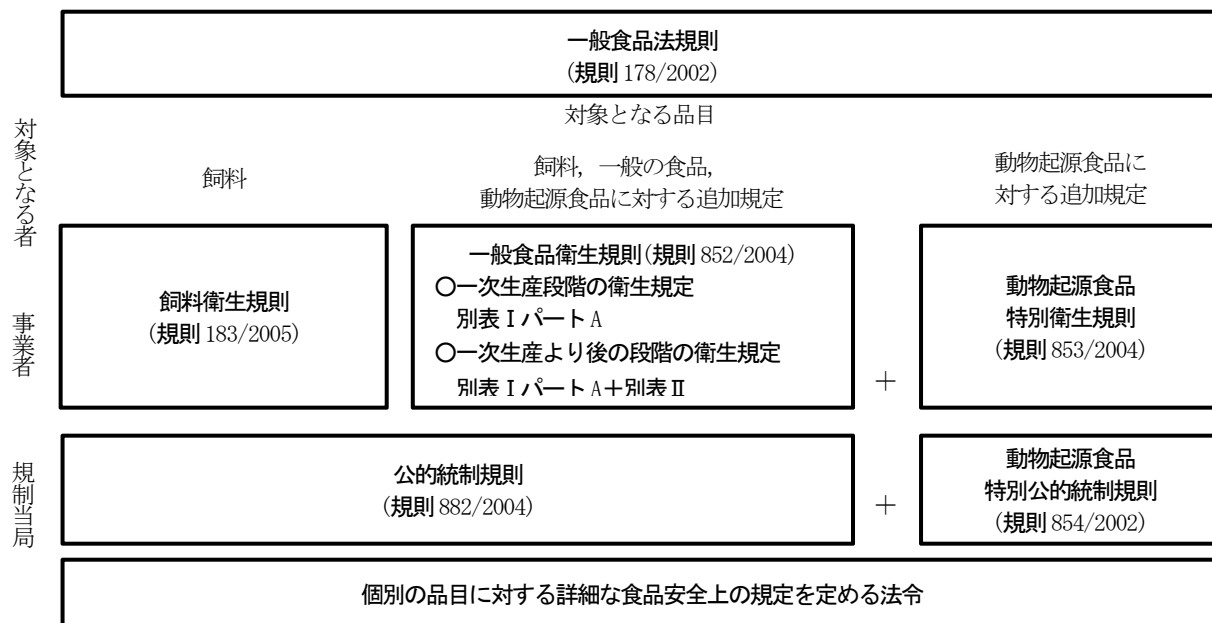 一般食品法規則
(規則 178/2002)
対象となる品目
対象となる者
飼料
飼料, 一般の食品,
動物起源食品に対する追加規定
動物起源食品に
対する追加規定
事業者
飼料衛生規則
(規則 183/2005)
一般食品衛生規則(規則 852/2004)
○一次生産段階の衛生規定
別表ⅠパートA
○一次生産より後の段階の衛生規定
別表ⅠパートA+別表Ⅱ
+
動物起源食品
特別衛生規則
(規則 853/2004)
規制当局
公的統制規則
(規則 882/2004)
+
動物起源食品
特別公的統制規則
(規則 854/2002)
個別の品目に対する詳細な食品安全上の規定を定める法令